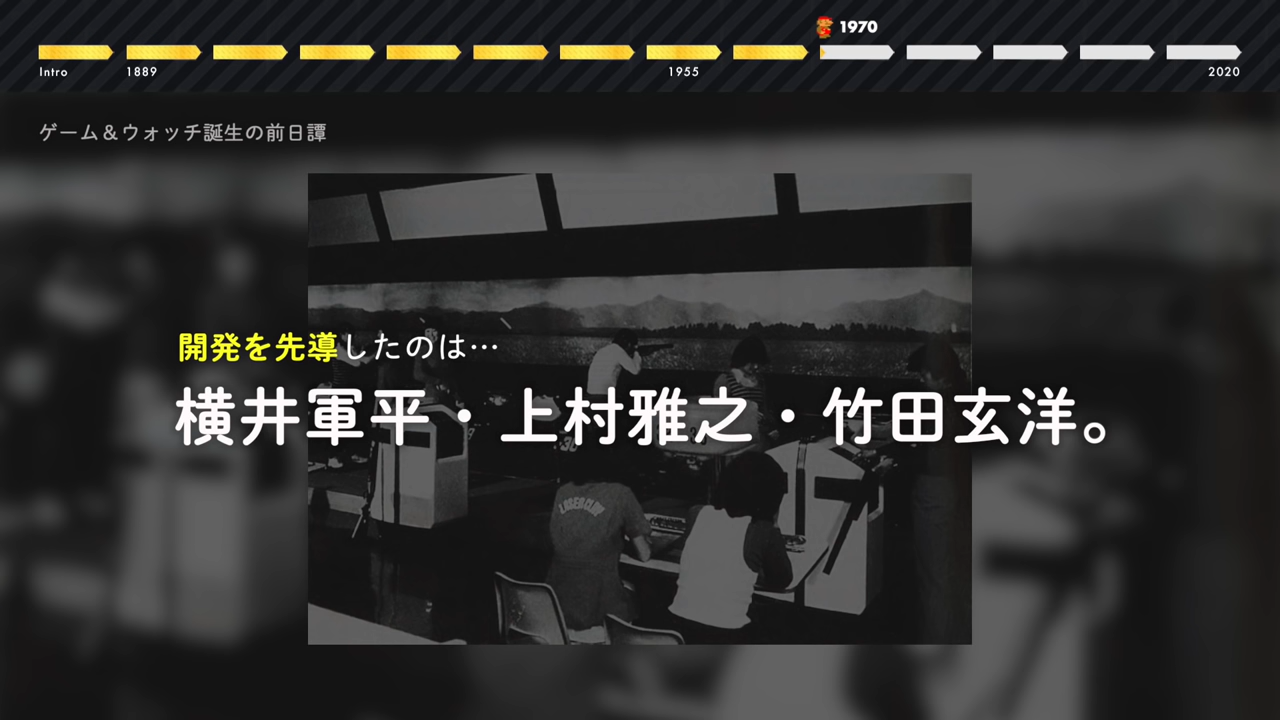 1970
Intro
1889
1955
2020
ゲーム＆ウォッチ誕生の前日譚
開発を先導したのは…
横井軍平・上村雅之・竹田玄洋。